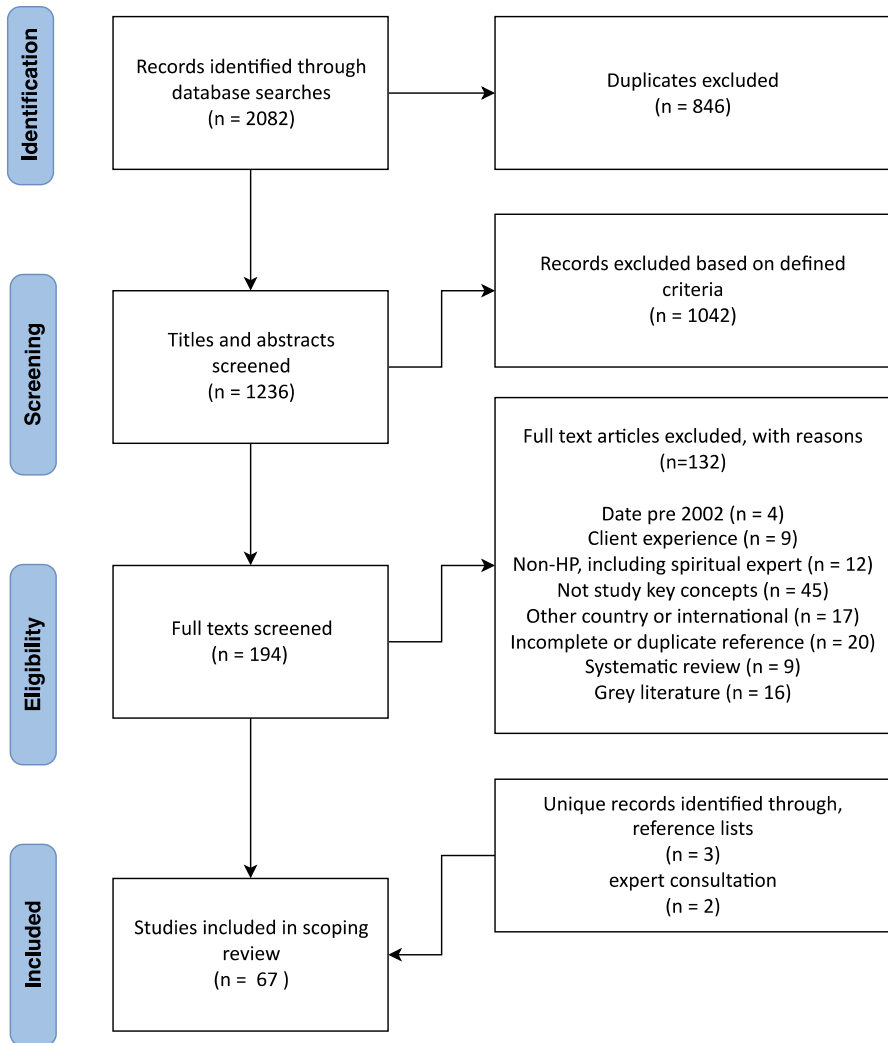 Identification
Records identified through
database searches
(n = 2082)
Duplicates excluded
(n = 846)
Screening
Titles and abstracts
screened
(n = 1236)
Records excluded based on defined
criteria
(n = 1042)
Eligibility
Full texts screened
(n = 194)
Full text articles excluded, with reasons
(n=132)
Date pre 2002 (n = 4)
Client experience (n = 9)
Non-HP, including spiritual expert (n = 12)
Not study key concepts (n = 45)
Other country or international (n = 17)
Incomplete or duplicate reference (n = 20)
Systematic review (n = 9)
Grey literature (n = 16)
Included
Studies included in scoping
review
(n =  67 )
Unique records identified through,
reference lists
(n = 3)
expert consultation
(n = 2)